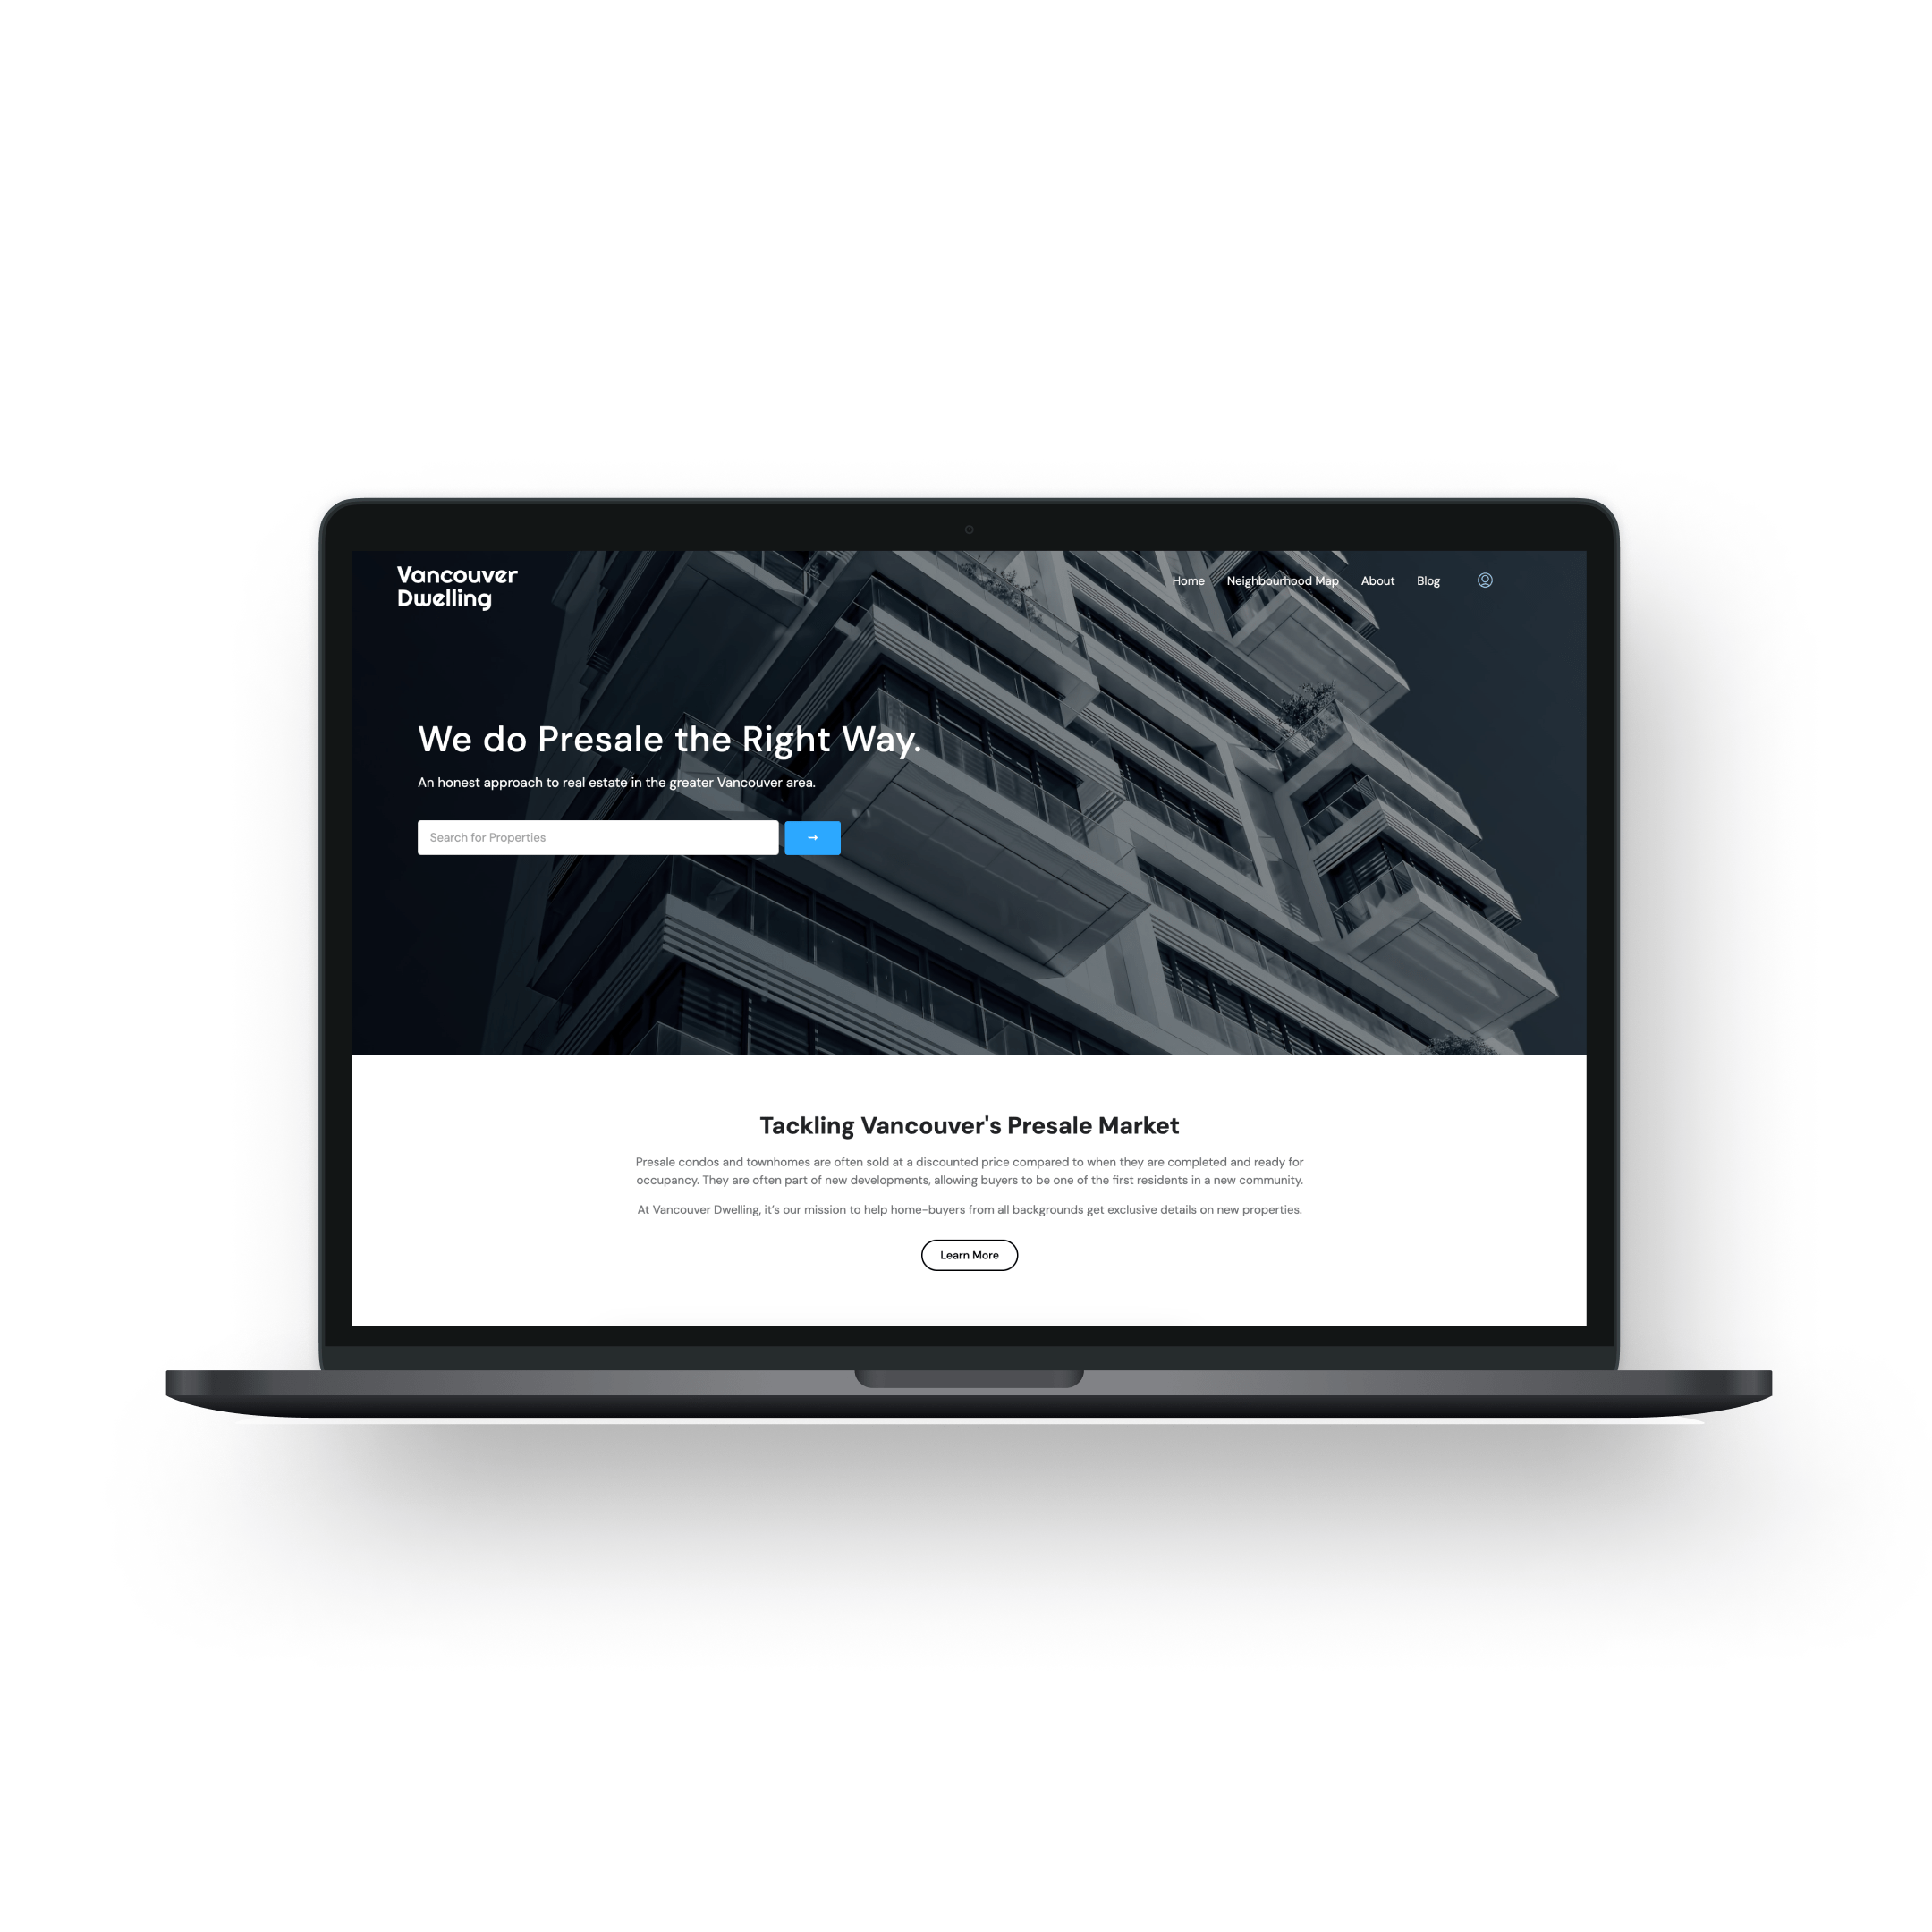 Vancouver
Dwelling
Home Neighbourhood Map About Blog
We do Presale the Right Way.
An honest approach to real estate in the greater Vancouver area.
Search for Properties →
Tackling Vancouver's Presale Market
Presale condos and townhomes are often sold at a discounted price compared to when they are completed and ready for
occupancy. They are often part of new developments, allowing buyers to be one of the first residents in a new community.
At Vancouver Dwelling, it’s our mission to help home-buyers from all backgrounds get exclusive details on new properties.
Learn More